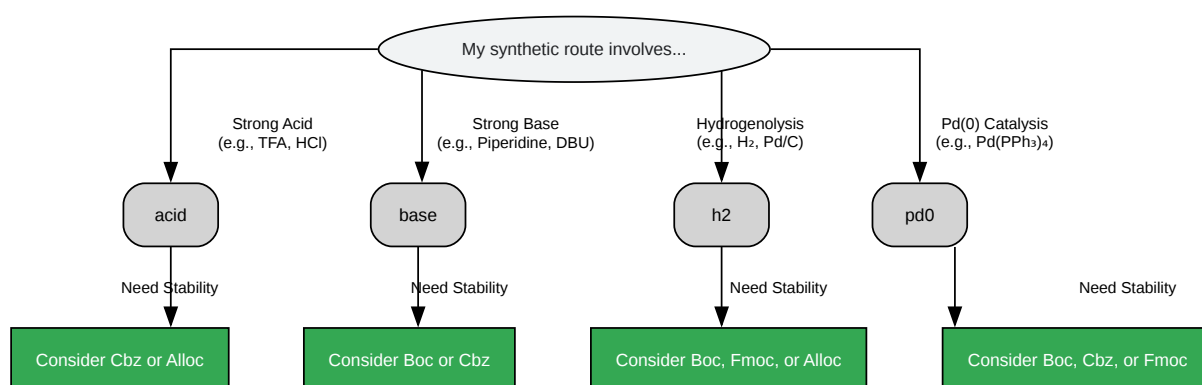 My synthetic route involves...
Strong Acid
(e.g., TFA, HCl)
Strong Base
(e.g., Piperidine, DBU)
Hydrogenolysis
(e.g., H₂, Pd/C)
Pd(0) Catalysis
(e.g., Pd(PPh₃)₄)
acid
base
h2
pd0
Need Stability
Need Stability
Need Stability
Need Stability
Consider Cbz or Alloc
Consider Boc or Cbz
Consider Boc, Fmoc, or Alloc
Consider Boc, Cbz, or Fmoc